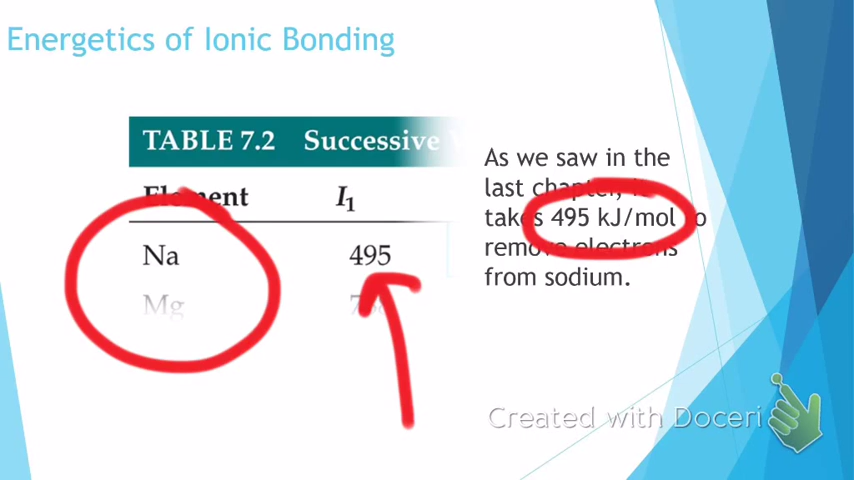 Energetics of Ionic Bonding
TABLE 7.2 Successive
Element I1
Na 495
Mg
As we saw in the
last chapter, it
takes 495 kJ/mol to
remove electrons
from sodium.
Created with Doceri